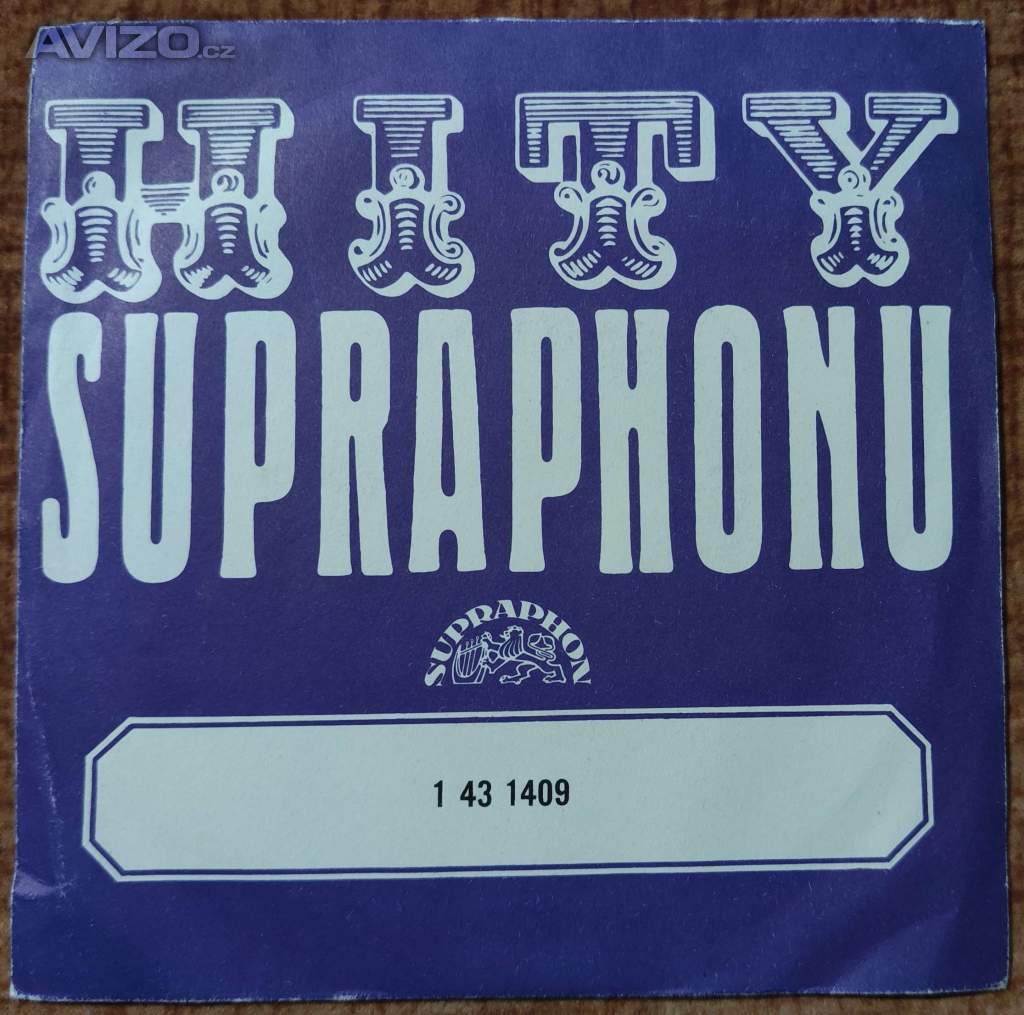 AVIZO.cz
HITY
SUPRAPHONU
SUPRAPHON
1 43 1409